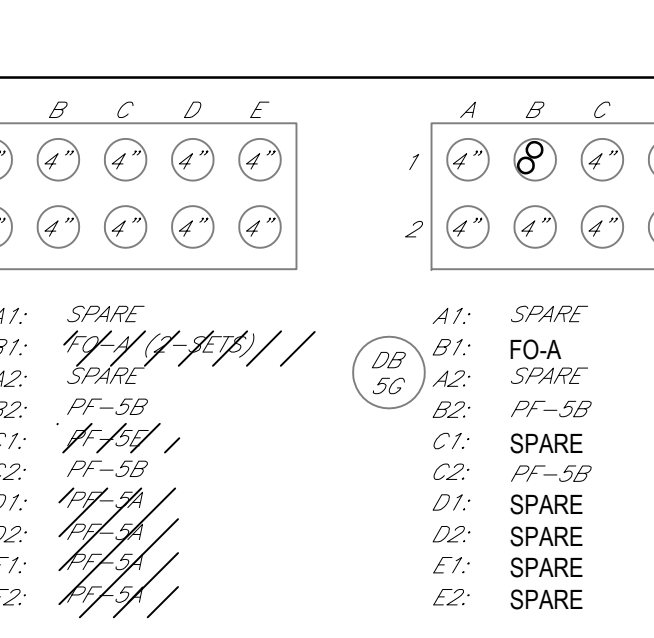 B C D E
4" 4" 4" 4"
4" 4" 4" 4"
A1: SPARE
B1: FO-A (2-SETS)
A2: SPARE
B2: PF-5B
C1: PF-5E
C2: PF-5B
D1: PF-5A
D2: PF-5A
E1: PF-5A
E2: PF-5A
DB
5G
A B C
1 4" 4"
2 4" 4" 4"
A1: SPARE
B1: FO-A
A2: SPARE
B2: PF-5B
C1: SPARE
C2: PF-5B
D1: SPARE
D2: SPARE
E1: SPARE
E2: SPARE